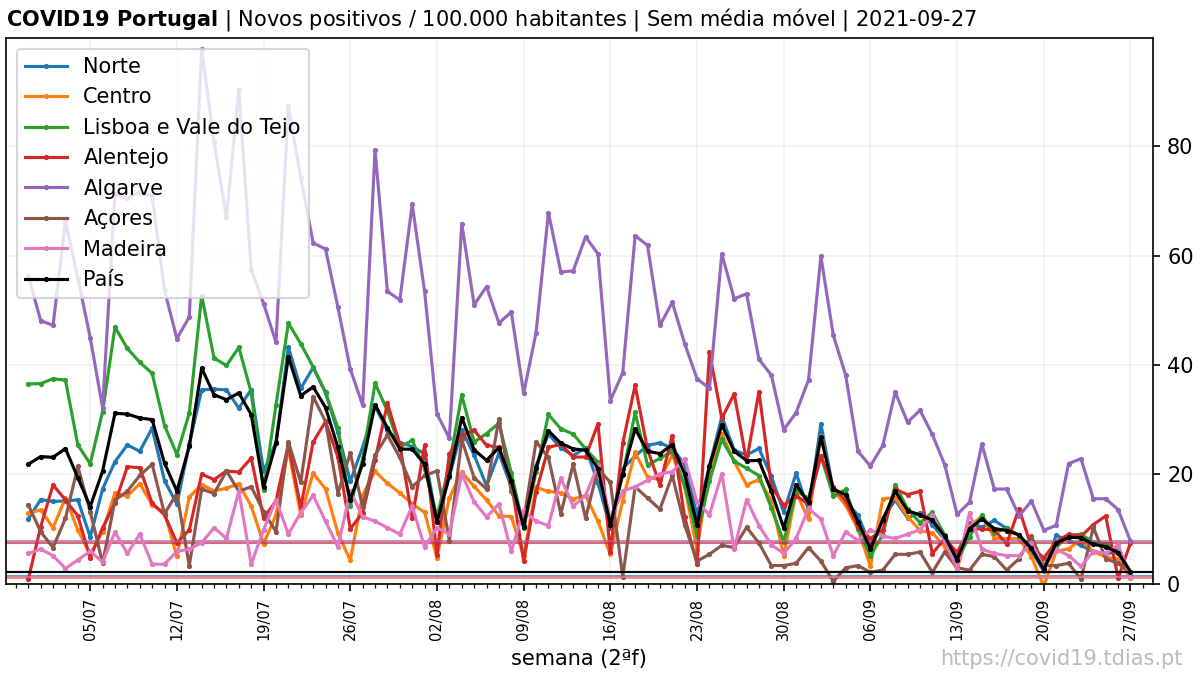 COVID19 Portugal | Novos positivos / 100.000 habitantes | Sem média móvel | 2021-09-27
Norte
Centro
Lisboa e Vale do Tejo
Alentejo
Algarve
Açores
Madeira
País
80
60
40
20
0
05/07
12/07
19/07
26/07
02/08
09/08
16/08
23/08
30/08
06/09
13/09
20/09
27/09
semana (2ªf)
https://covid19.tdias.pt